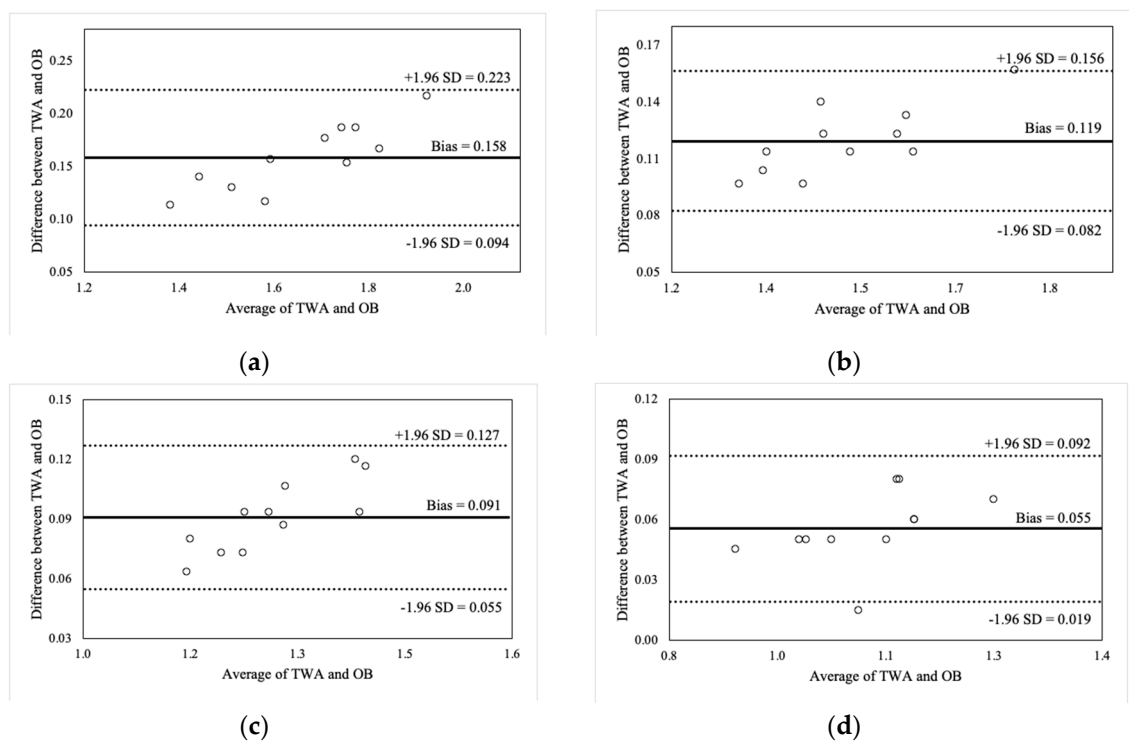 Difference between TWA and OB
0.25
0.20
0.15
0.10
0.05
+1.96 SD = 0.223
Bias = 0.158
-1.96 SD = 0.094
1.2 1.4 1.6 1.8 2.0
Average of TWA and OB
(a)
Difference between TWA and OB
0.17
0.14
0.11
0.08
0.05
+1.96 SD = 0.156
Bias = 0.119
-1.96 SD = 0.082
1.2 1.4 1.5 1.7 1.8
Average of TWA and OB
(b)
Difference between TWA and OB
0.15
0.12
0.09
0.06
0.03
+1.96 SD = 0.127
Bias = 0.091
-1.96 SD = 0.055
1.0 1.2 1.3 1.5 1.6
Average of TWA and OB
(c)
Difference between TWA and OB
0.12
0.09
0.06
0.03
0.00
+1.96 SD = 0.092
Bias = 0.055
-1.96 SD = 0.019
0.8 1.0 1.1 1.3 1.4
Average of TWA and OB
(d)